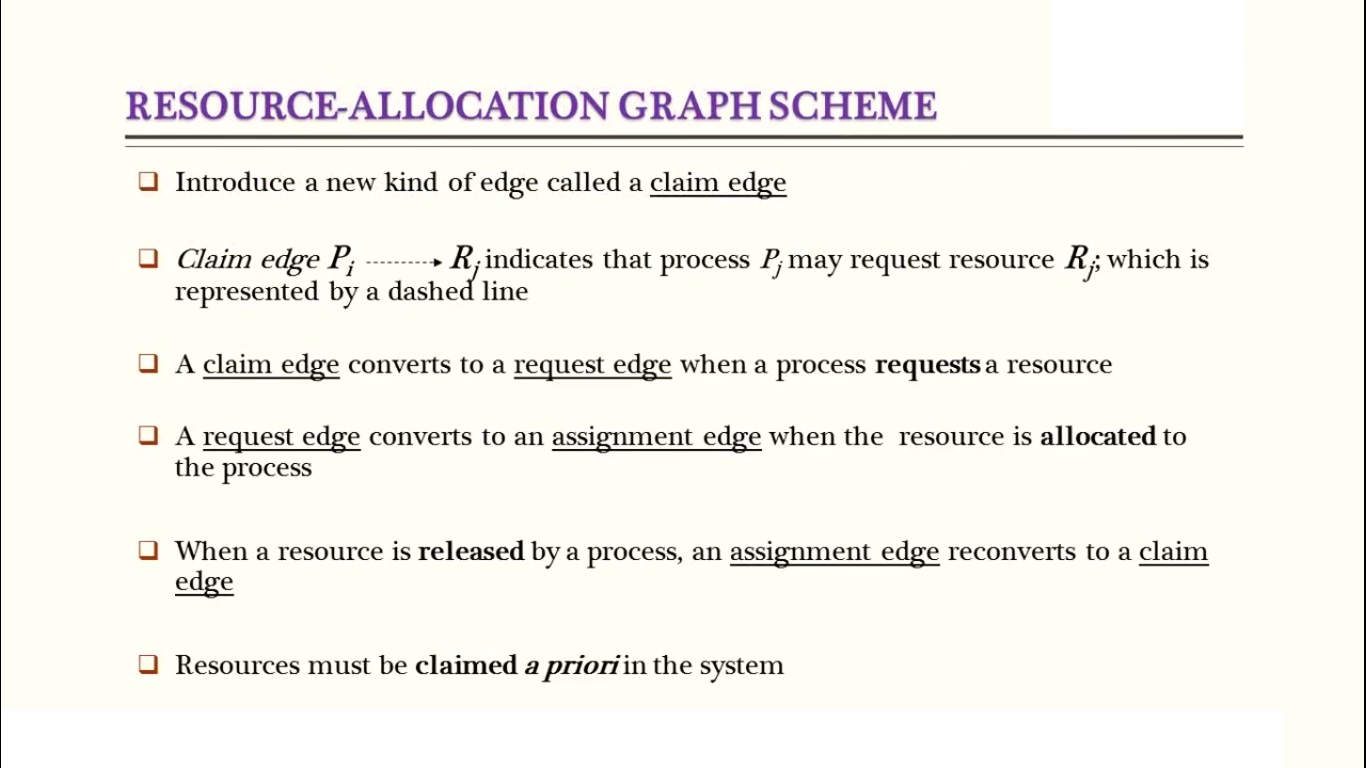 RESOURCE-ALLOCATION GRAPH SCHEME
Introduce a new kind of edge called a claim edge
Claim edge Pi → Rj indicates that process Pj may request resource Rj; which is
represented by a dashed line
A claim edge converts to a request edge when a process requests a resource
A request edge converts to an assignment edge when the resource is allocated to
the process
When a resource is released by a process, an assignment edge reconverts to a claim
edge
Resources must be claimed a priori in the system